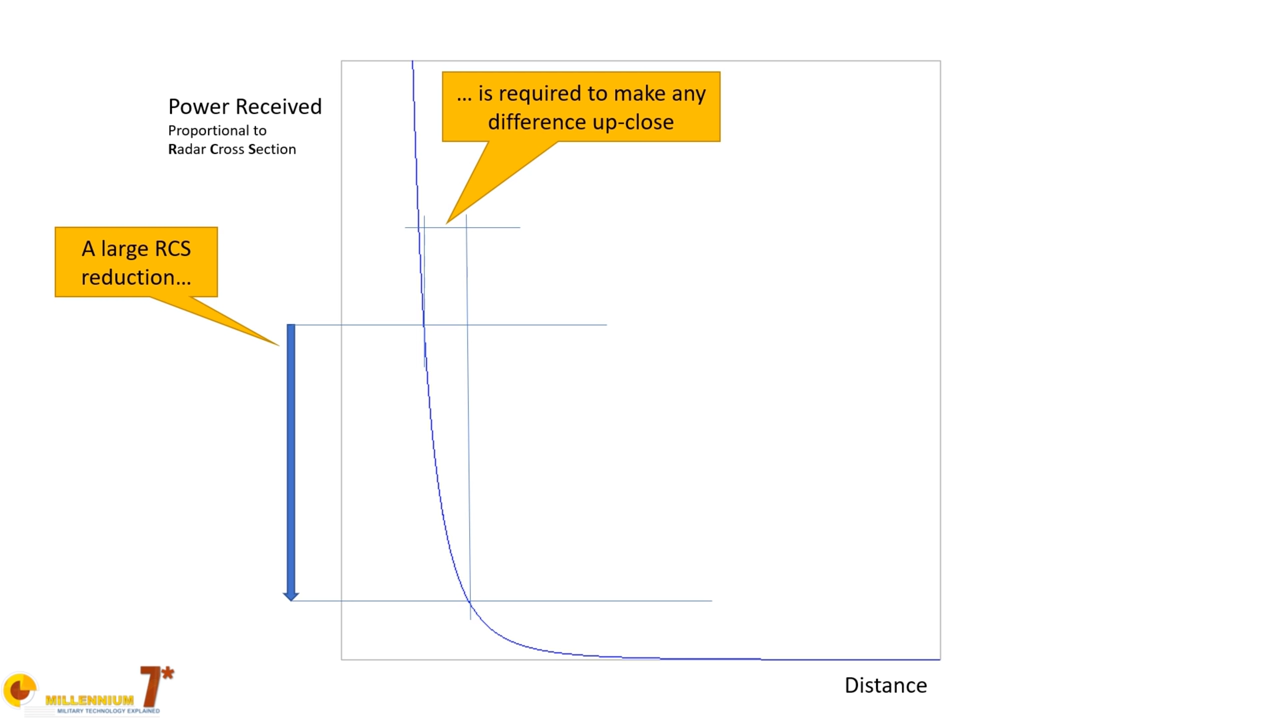 Power Received
Proportional to
Radar Cross Section
… is required to make any
difference up-close
A large RCS
reduction…
Distance
MILLENNIUM 7*
MILITARY TECHNOLOGY EXPLAINED